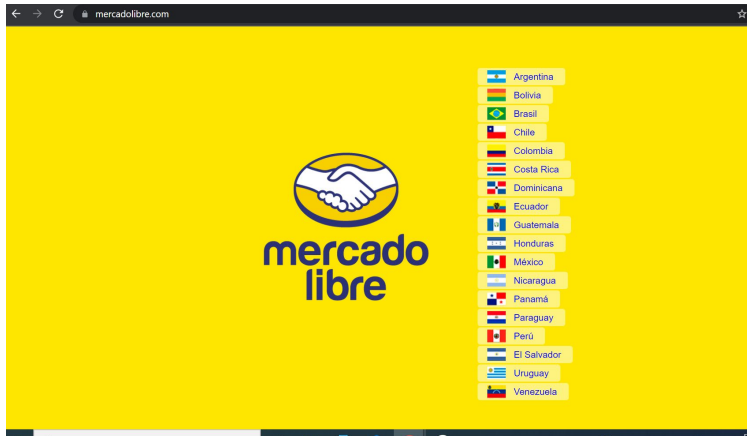 mercadolibre.com
mercado
libre
Argentina
Bolivia
Brasil
Chile
Colombia
Costa Rica
Dominicana
Ecuador
Guatemala
Honduras
México
Nicaragua
Panamá
Paraguay
Perú
El Salvador
Uruguay
Venezuela